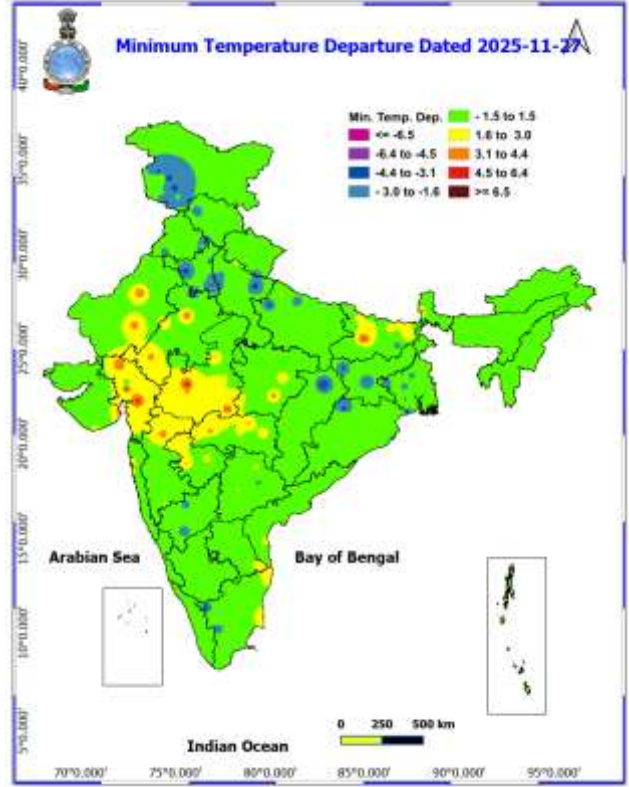 Minimum Temperature Departure Dated 2025-11-27
Min. Temp. Dep.
<= -6.5
-6.4 to -4.5
-4.4 to -3.1
- 3.0 to -1.6
- 1.5 to 1.5
1.6 to 3.0
3.1 to 4.4
4.5 to 6.4
>= 6.5
40°0.000'
35°0.000'
30°0.000'
25°0.000'
20°0.000'
15°0.000'
10°0.000'
5°0.000'
Arabian Sea
Bay of Bengal
0 250 500 km
Indian Ocean
70°0.000' 75°0.000' 80°0.000' 85°0.000' 90°0.000' 95°0.000'